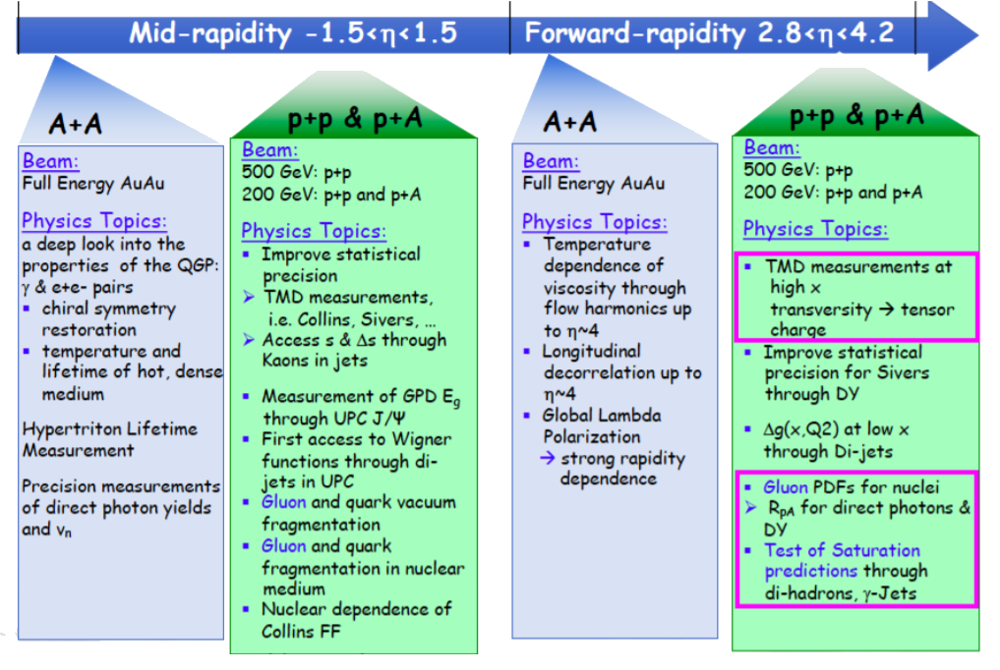 Mid-rapidity -1.5<η<1.5
Forward-rapidity 2.8<η<4.2
A+A
Beam:
Full Energy AuAu
Physics Topics:
a deep look into the
properties of the QGP:
γ & e+e- pairs
▪ chiral symmetry
restoration
▪ temperature and
lifetime of hot, dense
medium
Hypertriton Lifetime
Measurement
Precision measurements
of direct photon yields
and vn
p+p & p+A
Beam:
500 GeV: p+p
200 GeV: p+p and p+A
Physics Topics:
▪ Improve statistical
precision
➢ TMD measurements,
i.e. Collins, Sivers, …
➢ Access s & Δs through
Kaons in jets
▪ Measurement of GPD Eg
through UPC J/Ψ
▪ First access to Wigner
functions through di-
jets in UPC
▪ Gluon and quark vacuum
fragmentation
▪ Gluon and quark
fragmentation in nuclear
medium
▪ Nuclear dependence of
Collins FF
A+A
Beam:
Full Energy AuAu
Physics Topics:
▪ Temperature
dependence of
viscosity through
flow harmonics up
to η~4
▪ Longitudinal
decorrelation up to
η~4
▪ Global Lambda
Polarization
→ strong rapidity
dependence
p+p & p+A
Beam:
500 GeV: p+p
200 GeV: p+p and p+A
Physics Topics:
▪ TMD measurements at
high x
transversity → tensor
charge
▪ Improve statistical
precision for Sivers
through DY
▪ Δg(x,Q2) at low x
through Di-jets
▪ Gluon PDFs for nuclei
➢ RpA for direct photons &
DY
▪ Test of Saturation
predictions through
di-hadrons, γ-Jets